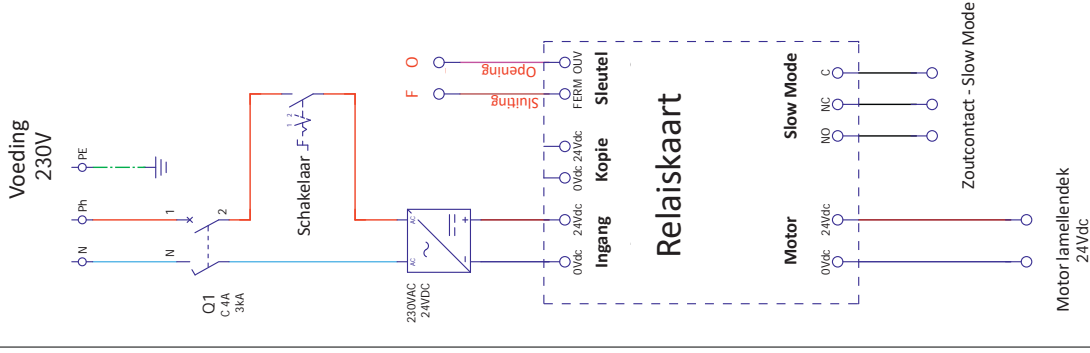 Voeding
230V
N
Ph
PE
N
1
2
Q1
C 4A
3kA
Schakelaar
1 2
230VAC
24VDC
AC
AC
~
-
+
F
O
Sluiting
Opening
0Vdc
24Vdc
0Vdc
24Vdc
FERM
OUV
Ingang
Kopie
Sleutel
Relaiskaart
Motor
Slow Mode
0Vdc
24Vdc
NO
NC
C
Zoutcontact - Slow Mode
Motor lamellendek
24Vdc